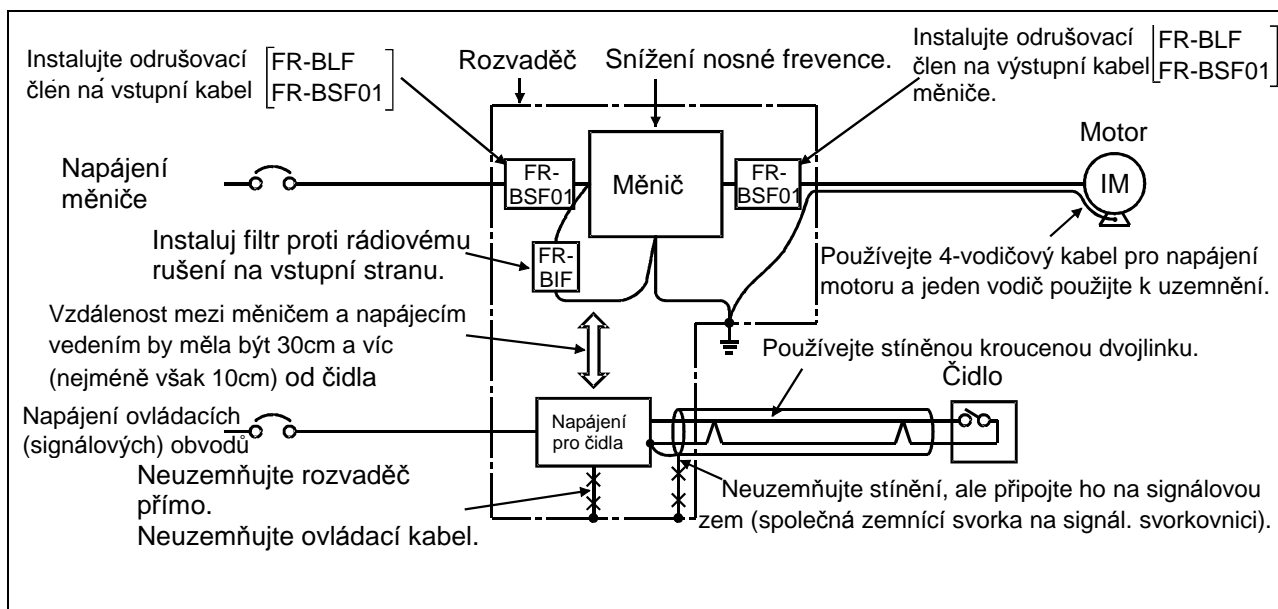 Instalujte odrušovací
člen na vstupní kabel
FR-BLF
FR-BSF01
Rozvaděč
Snížení nosné frevence.
Instalujte odrušovací
člen na výstupní kabel
měniče.
FR-BLF
FR-BSF01
Motor
Napájení
měniče
FR-
BSF01
Měnič
FR-
BSF01
IM
Instaluj filtr proti rádiovému
rušení na vstupní stranu.
FR-
BIF
Používejte 4-vodičový kabel pro napájení
motoru a jeden vodič použijte k uzemnění.
Vzdálenost mezi měničem a napájecím
vedením by měla být 30cm a víc
(nejméně však 10cm) od čidla
Používejte stíněnou kroucenou dvojlinku.
Čidlo
Napájení ovládacích
(signálových) obvodů
Napájení
pro čidla
Neuzemňujte rozvaděč
přímo.
Neuzemňujte ovládací kabel.
Neuzemňujte stínění, ale připojte ho na signálovou
zem (společná zemnící svorka na signál. svorkovnici).